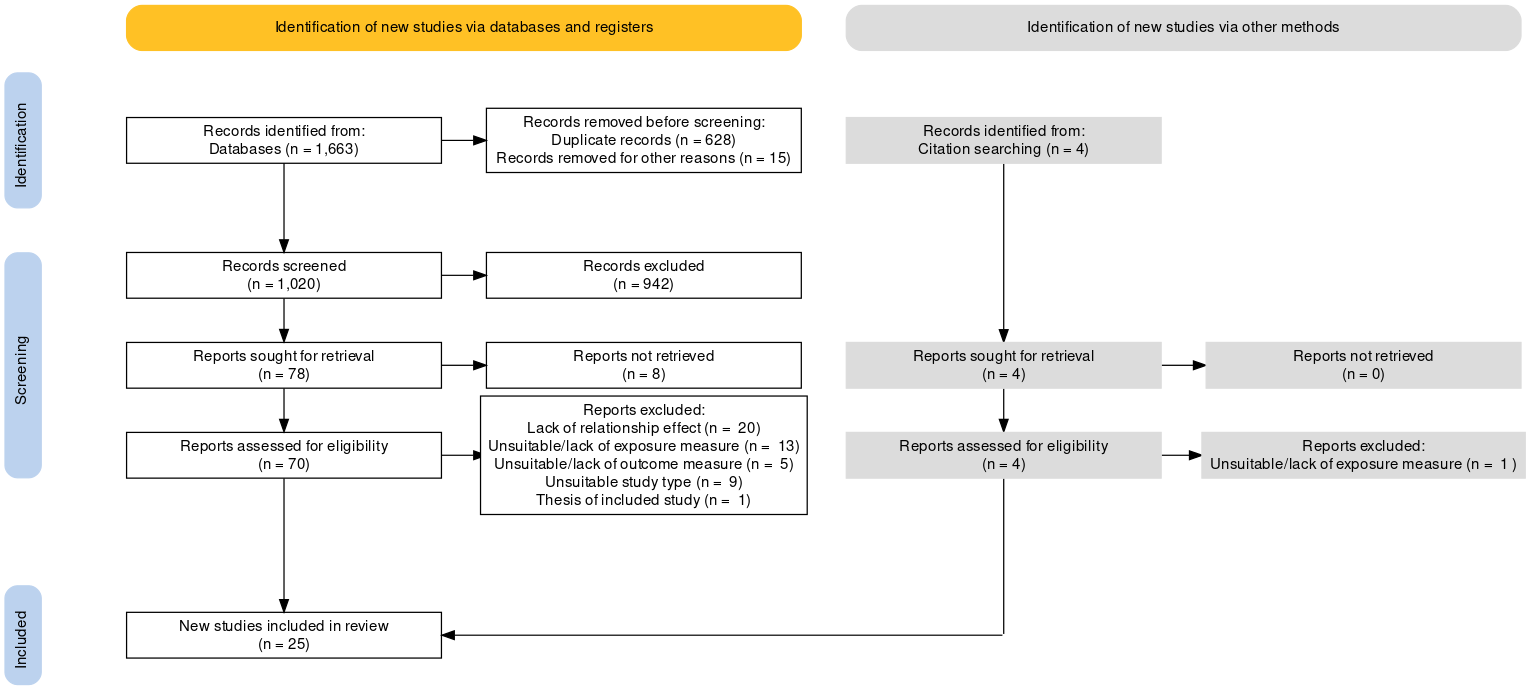 Identification of new studies via databases and registers
Identification of new studies via other methods
Identification
Records identified from:
Databases (n = 1,663)
Records removed before screening:
Duplicate records (n = 628)
Records removed for other reasons (n = 15)
Records identified from:
Citation searching (n = 4)
Screening
Records screened
(n = 1,020)
Records excluded
(n = 942)
Reports sought for retrieval
(n = 78)
Reports not retrieved
(n = 8)
Reports sought for retrieval
(n = 4)
Reports not retrieved
(n = 0)
Reports assessed for eligibility
(n = 70)
Reports excluded:
Lack of relationship effect (n = 20)
Unsuitable/lack of exposure measure (n = 13)
Unsuitable/lack of outcome measure (n = 5)
Unsuitable study type (n = 9)
Thesis of included study (n = 1)
Reports assessed for eligibility
(n = 4)
Reports excluded:
Unsuitable/lack of exposure measure (n = 1 )
Included
New studies included in review
(n = 25)